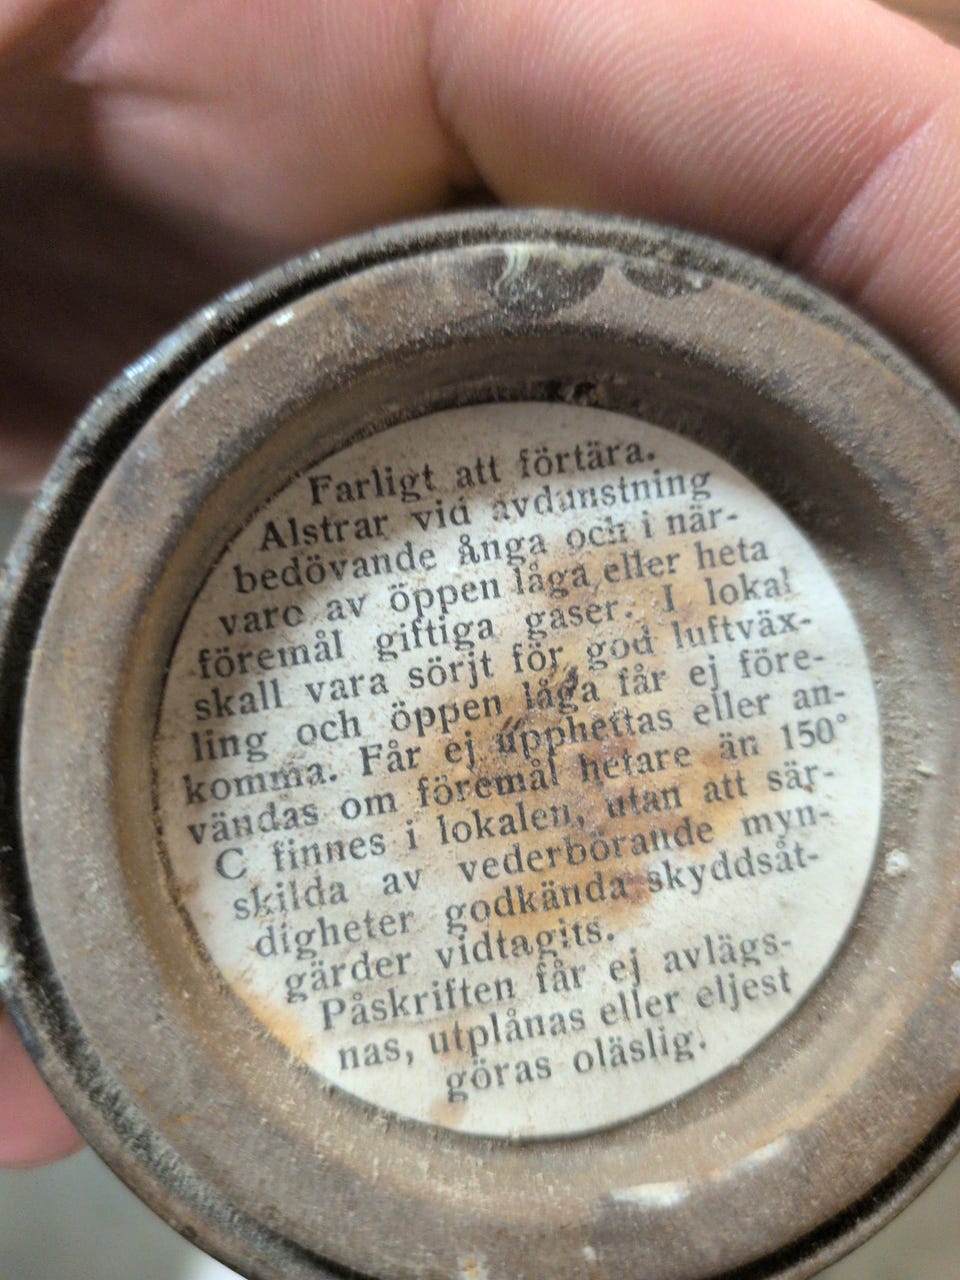 Farligt att förtära.
Alstrar vid avdunstning
bedövande ånga och i när-
varo av öppen låga eller heta
föremål giftiga gaser. I lokal
skall vara sörjt för god luftväx-
ling och öppen låga får ej före-
komma. Får ej upphettas eller an-
vändas om föremål hetare än 150°
C finnes i lokalen, utan att sär-
skilda av vederbörande myn-
digheter godkända skyddsåt-
gärder vidtagits.
Påskriften får ej avlägs-
nas, utplånas eller eljest
göras oläslig.